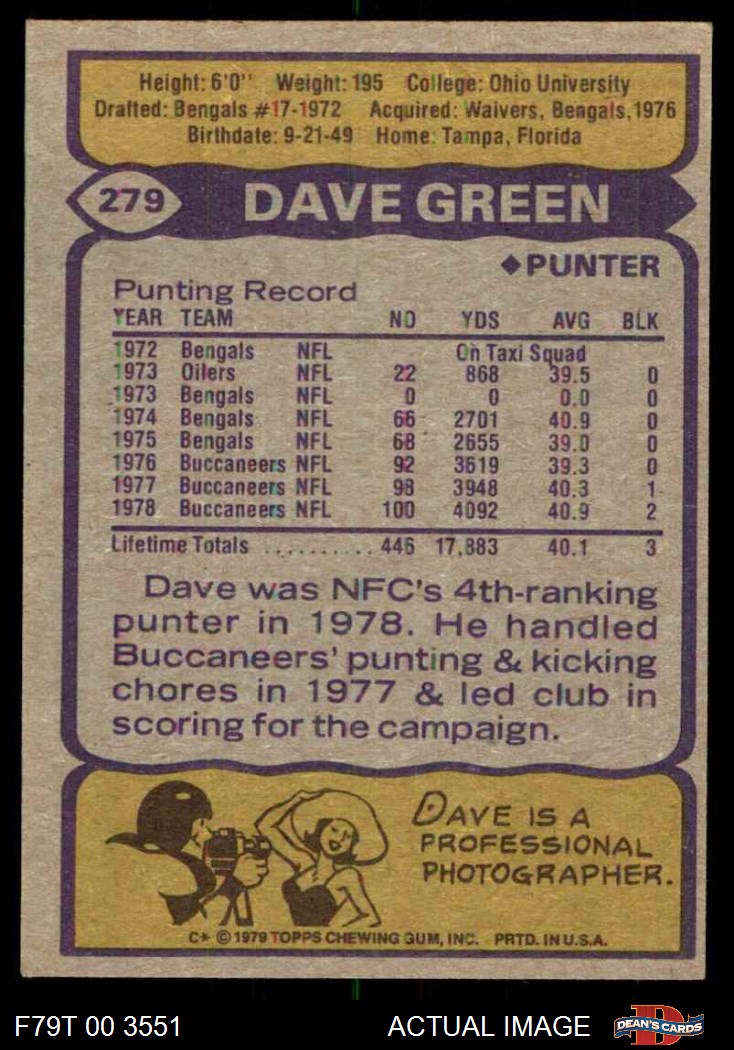 Height: 6'0'' Weight: 195 College: Ohio University
Drafted: Bengals #17-1972 Acquired: Waivers, Bengals, 1976
Birthdate: 9-21-49 Home: Tampa, Florida
279 DAVE GREEN
◆PUNTER
Punting Record
YEAR TEAM NO YDS AVG BLK
1972 Bengals NFL On Taxi Squad
1973 Oilers NFL 22 868 39.5 0
1973 Bengals NFL 0 0 0.0 0
1974 Bengals NFL 66 2701 40.9 0
1975 Bengals NFL 68 2655 39.0 0
1976 Buccaneers NFL 92 3619 39.3 0
1977 Buccaneers NFL 98 3948 40.3 1
1978 Buccaneers NFL 100 4092 40.9 2
Lifetime Totals .......... 446 17,883 40.1 3
Dave was NFC's 4th-ranking
punter in 1978. He handled
Buccaneers' punting & kicking
chores in 1977 & led club in
scoring for the campaign.
DAVE IS A
PROFESSIONAL
PHOTOGRAPHER.
C* © 1979 TOPPS CHEWING GUM, INC. PRTD. IN U.S.A.
F79T 00 3551 ACTUAL IMAGE D DEAN'S CARDS